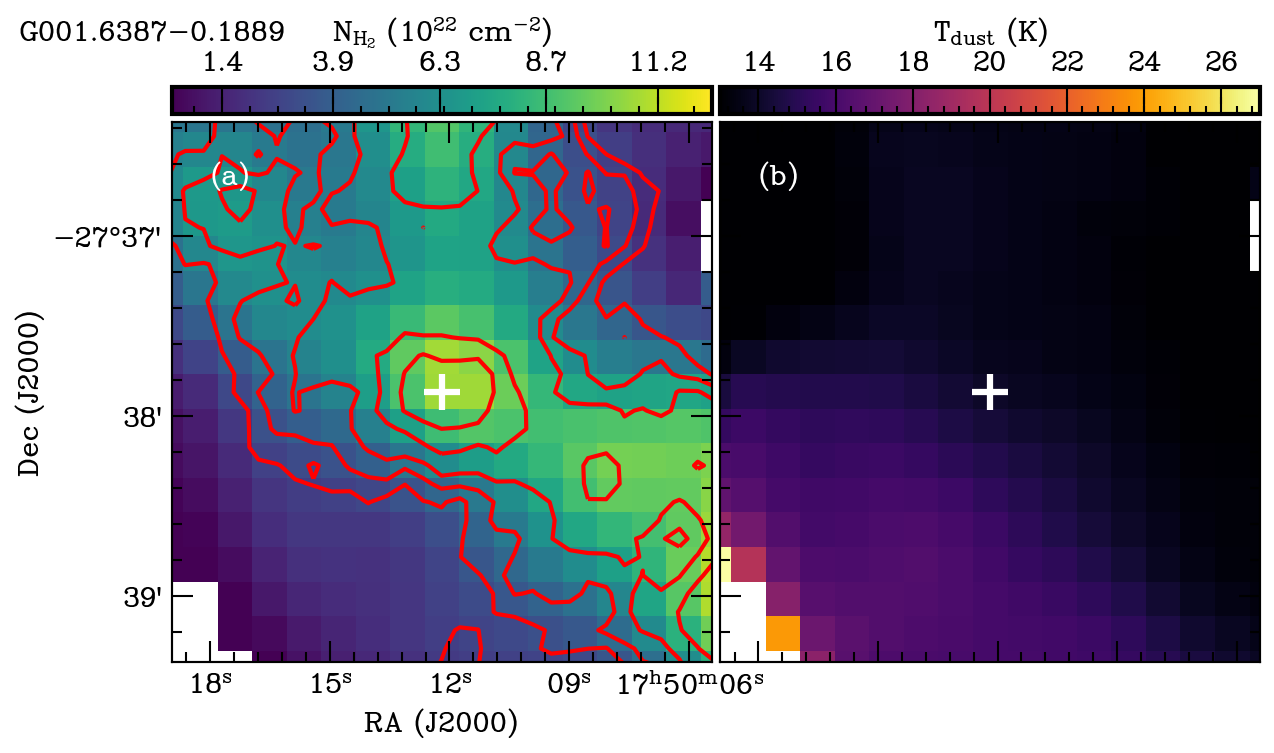 G001.6387−0.1889 N_H₂ (10²² cm⁻²) T_dust (K)
1.4 3.9 6.3 8.7 11.2 14 16 18 20 22 24 26
(a) (b)
−27°37'
38'
39'
Dec (J2000)
18ˢ 15ˢ 12ˢ 09ˢ 17ʰ50ᵐ06ˢ
RA (J2000)